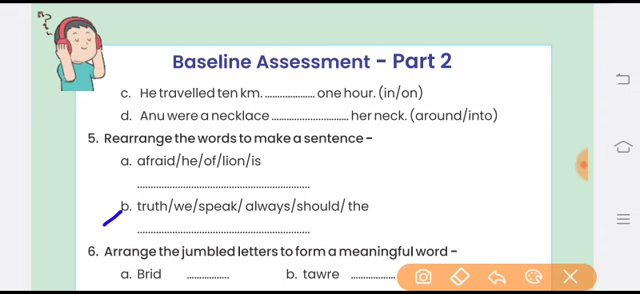 Baseline Assessment - Part 2
c. He travelled ten km. .................... one hour. (in/on)
d. Anu were a necklace .............................. her neck. (around/into)
5. Rearrange the words to make a sentence -
a. afraid/he/of/lion/is
..................................................................
b. truth/we/speak/ always/should/ the
..................................................................
6. Arrange the jumbled letters to form a meaningful word -
a. Brid ................. b. tawre ..................